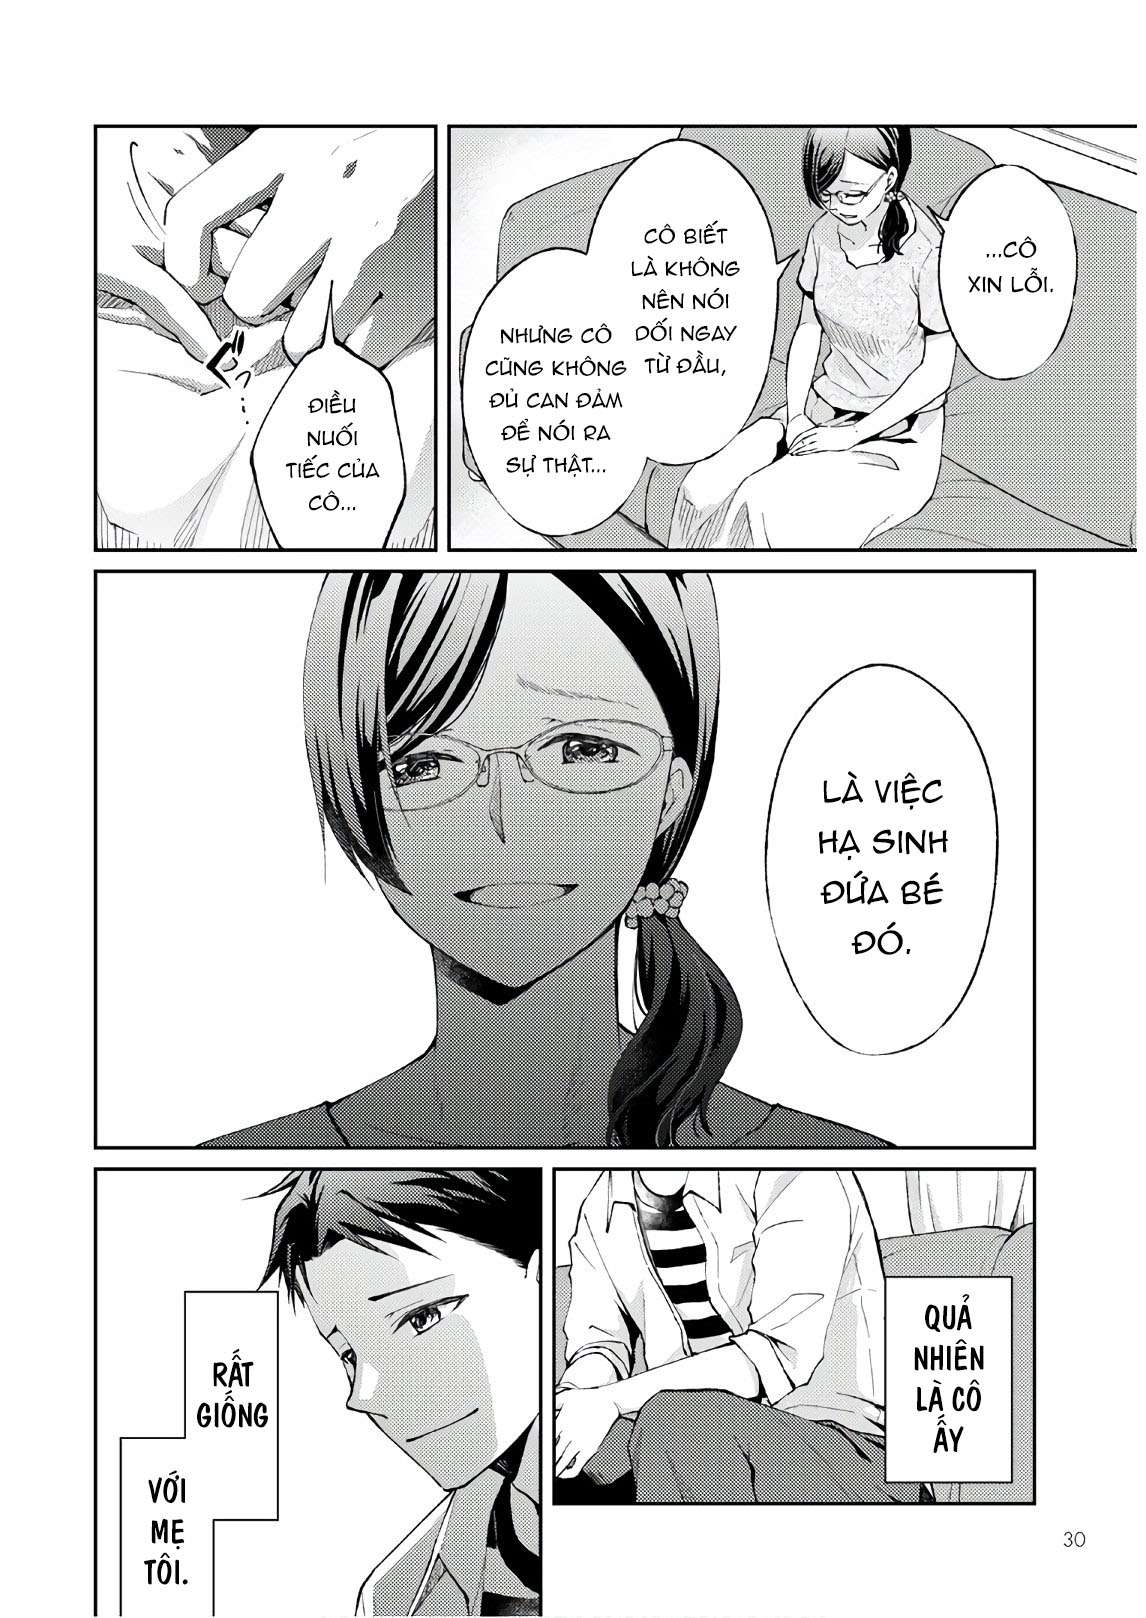 ...CÔ
XIN LỖI.
CÔ BIẾT
LÀ KHÔNG
NÊN NÓI
DỐI NGAY
TỪ ĐẦU,
NHƯNG CÔ
CŨNG KHÔNG
ĐỦ CAN ĐẢM
ĐỂ NÓI RA
SỰ THẬT...
ĐIỀU
NUỐI
TIẾC CỦA
CÔ...
LÀ VIỆC
HẠ SINH
ĐỨA BÉ
ĐÓ.
QUẢ
NHIÊN
LÀ CÔ
ẤY
RẤT
GIỐNG
VỚI
MẸ
TÔI.
30